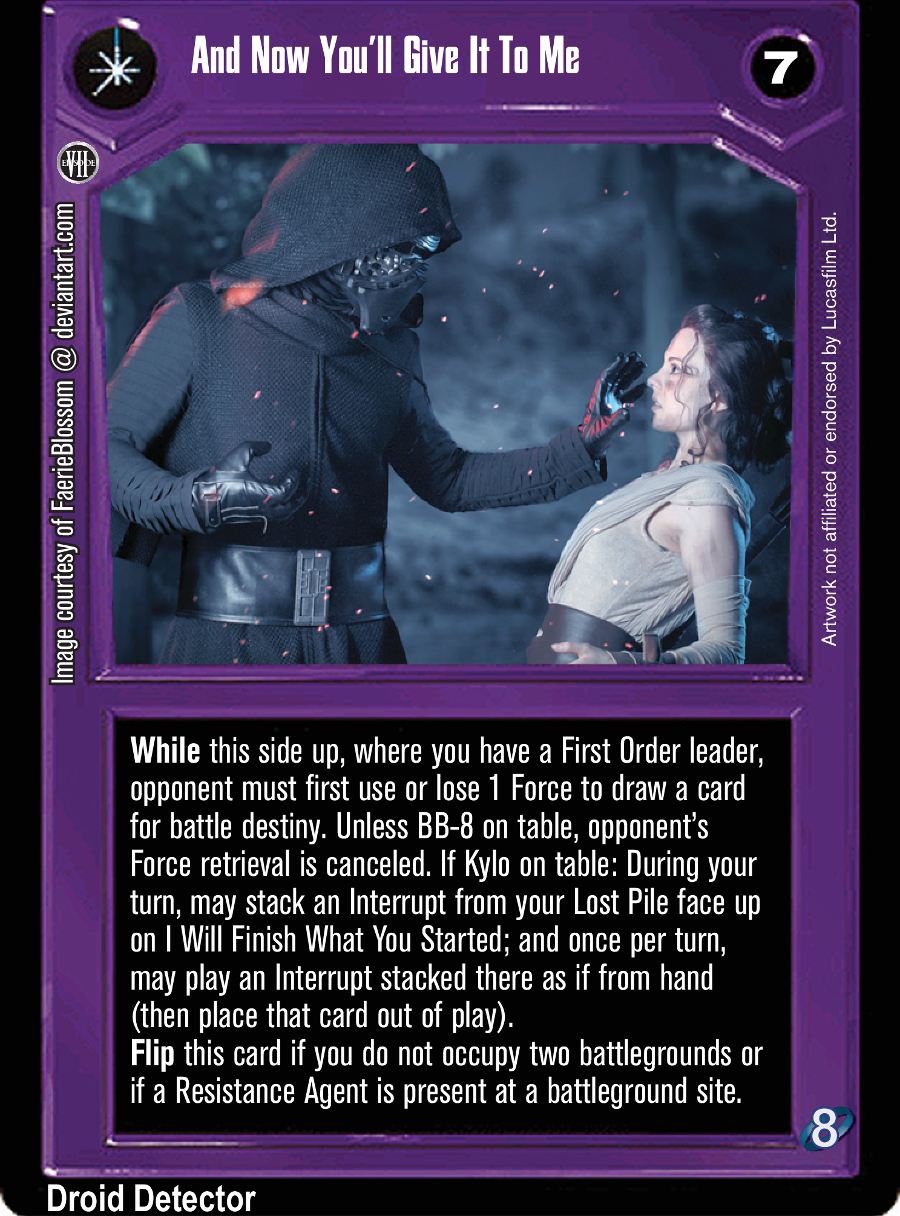 And Now You'll Give It To Me
7
EPISODE VII
Image courtesy of FaerieBlossom @ deviantart.com
Artwork not affiliated or endorsed by Lucasfilm Ltd.
While this side up, where you have a First Order leader,
opponent must first use or lose 1 Force to draw a card
for battle destiny. Unless BB-8 on table, opponent's
Force retrieval is canceled. If Kylo on table: During your
turn, may stack an Interrupt from your Lost Pile face up
on I Will Finish What You Started; and once per turn,
may play an Interrupt stacked there as if from hand
(then place that card out of play).
Flip this card if you do not occupy two battlegrounds or
if a Resistance Agent is present at a battleground site.
8
Droid Detector